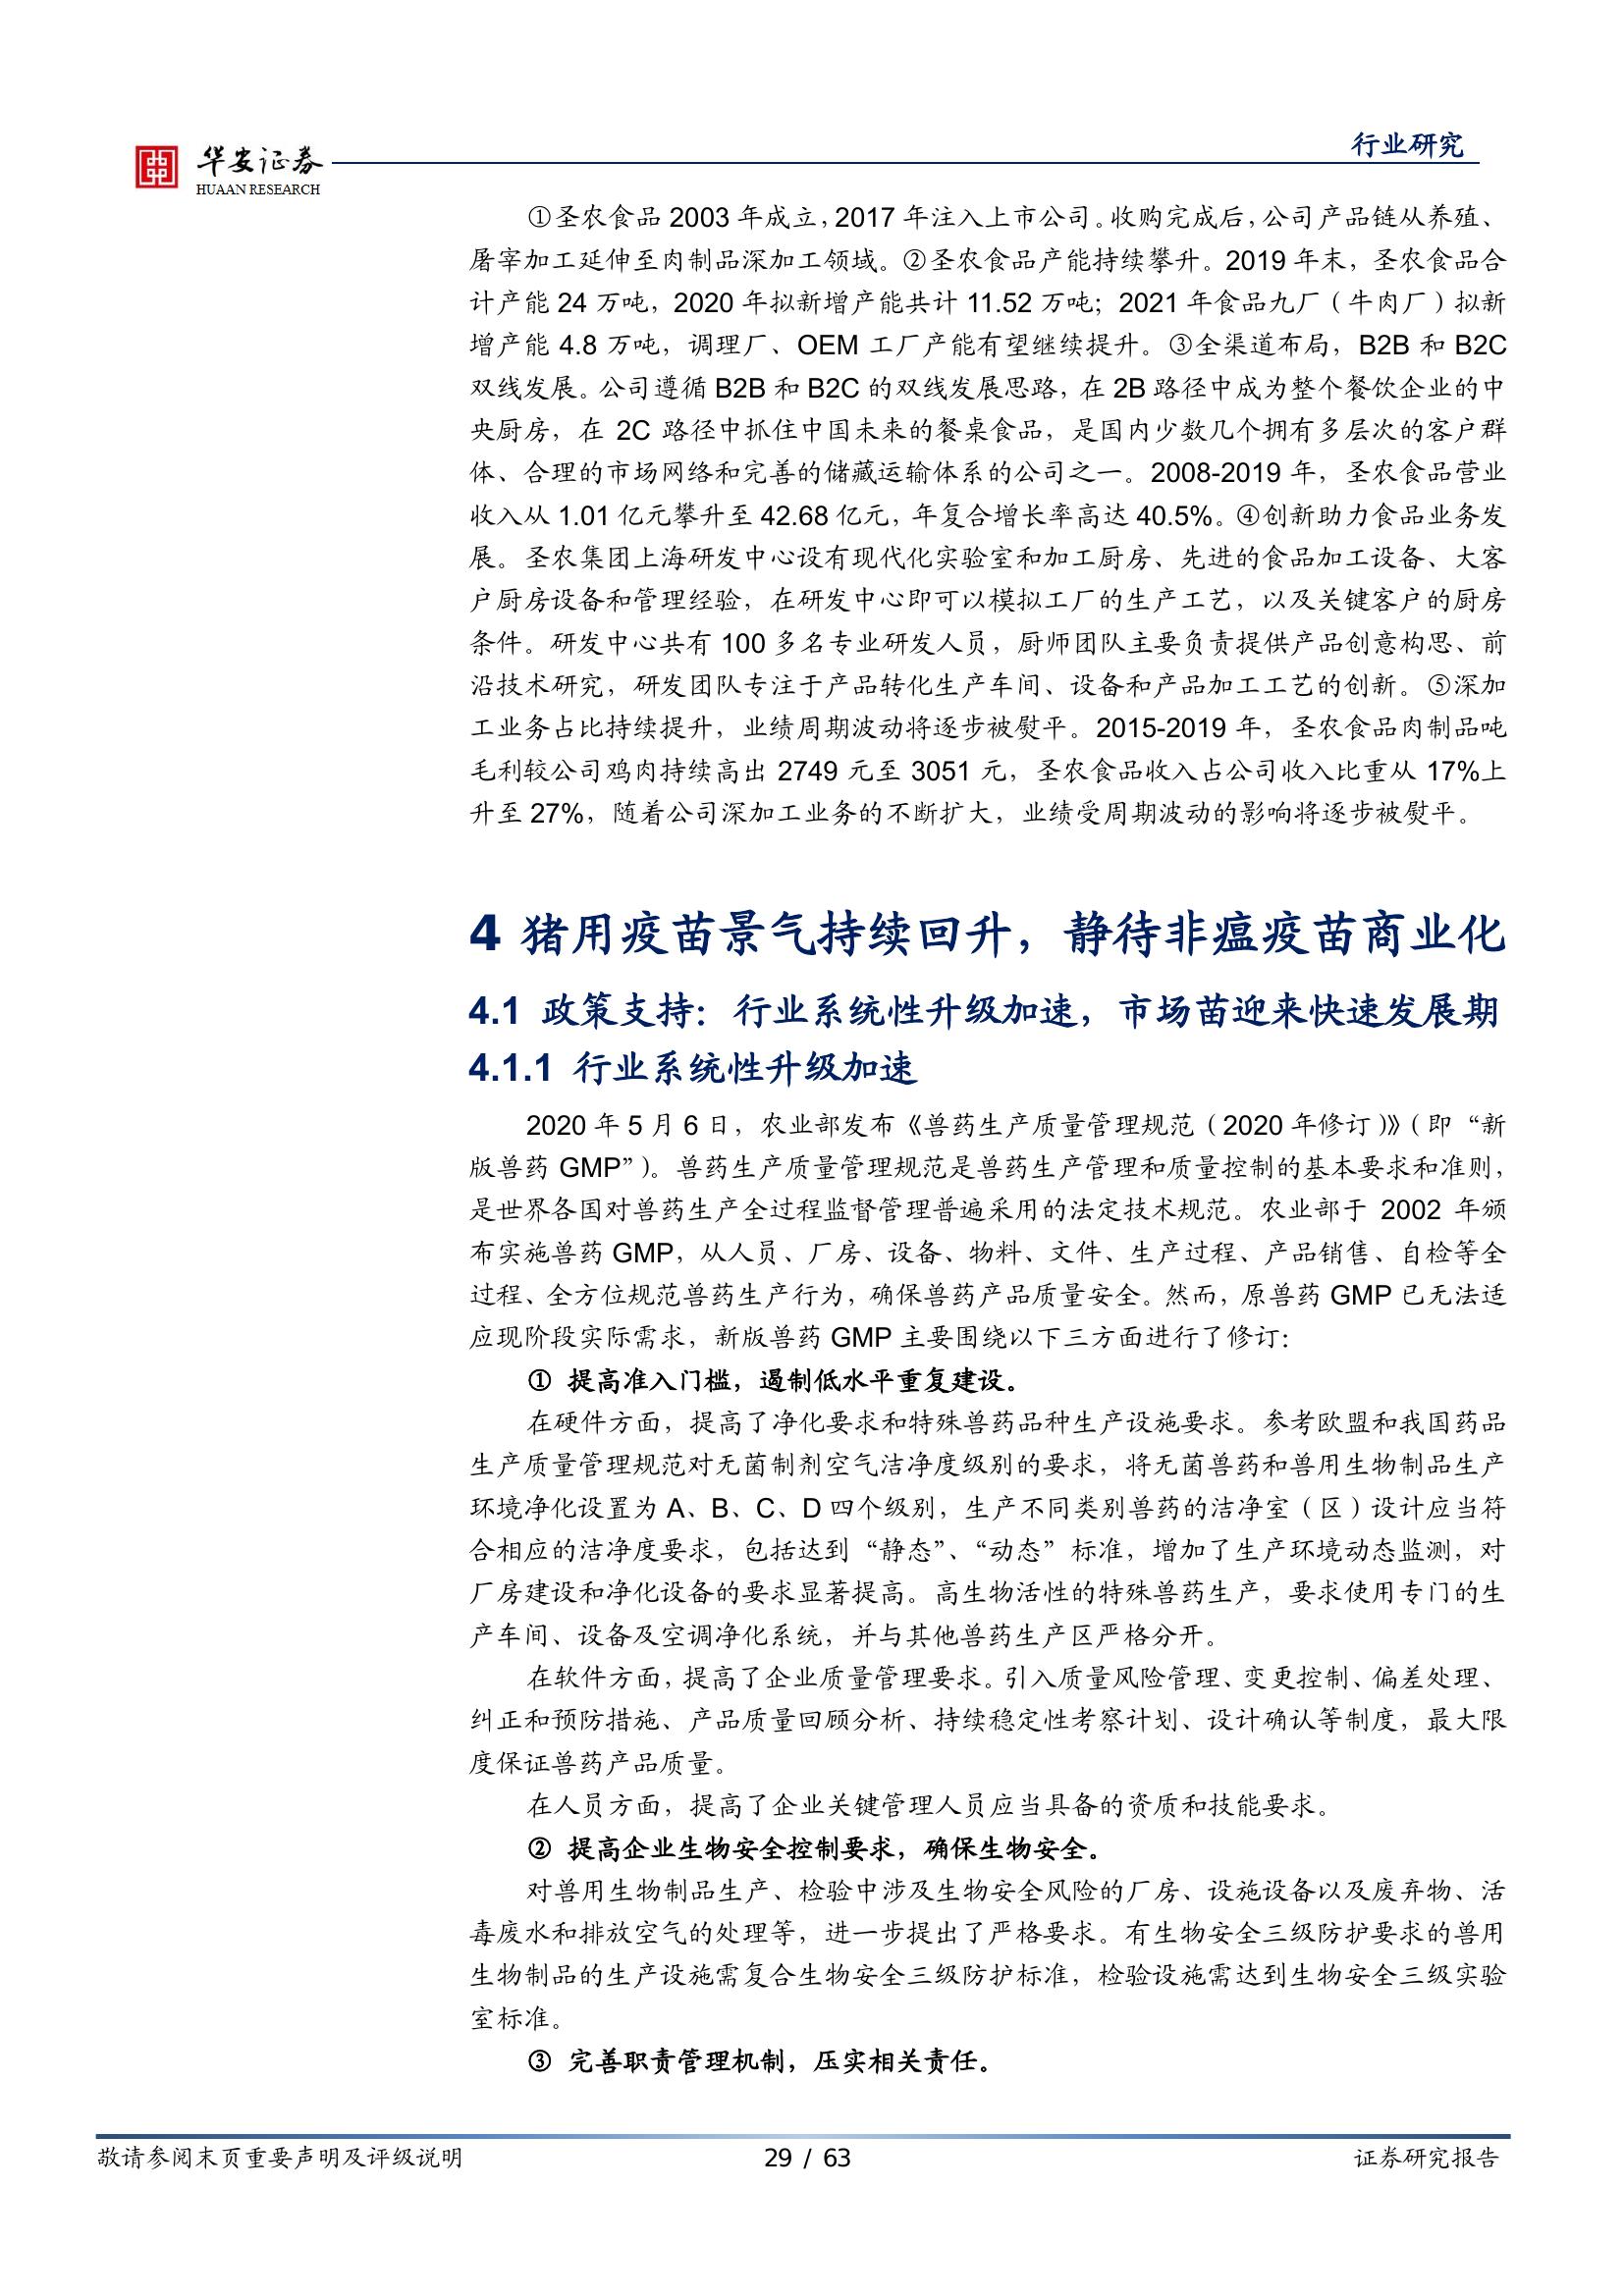 华安证券
HUAAN RESEARCH
行业研究
①圣农食品 2003 年成立，2017 年注入上市公司。收购完成后，公司产品链从养殖、
屠宰加工延伸至肉制品深加工领域。②圣农食品产能持续攀升。2019 年末，圣农食品合
计产能 24 万吨，2020 年拟新增产能共计 11.52 万吨；2021 年食品九厂（牛肉厂）拟新
增产能 4.8 万吨，调理厂、OEM 工厂产能有望继续提升。③全渠道布局，B2B 和 B2C
双线发展。公司遵循 B2B 和 B2C 的双线发展思路，在 2B 路径中成为整个餐饮企业的中
央厨房，在 2C 路径中抓住中国未来的餐桌食品，是国内少数几个拥有多层次的客户群
体、合理的市场网络和完善的储藏运输体系的公司之一。2008-2019 年，圣农食品营业
收入从 1.01 亿元攀升至 42.68 亿元，年复合增长率高达 40.5%。④创新助力食品业务发
展。圣农集团上海研发中心设有现代化实验室和加工厨房、先进的食品加工设备、大客
户厨房设备和管理经验，在研发中心即可以模拟工厂的生产工艺，以及关键客户的厨房
条件。研发中心共有 100 多名专业研发人员，厨师团队主要负责提供产品创意构思、前
沿技术研究，研发团队专注于产品转化生产车间、设备和产品加工工艺的创新。⑤深加
工业务占比持续提升，业绩周期波动将逐步被熨平。2015-2019 年，圣农食品肉制品吨
毛利较公司鸡肉持续高出 2749 元至 3051 元，圣农食品收入占公司收入比重从 17%上
升至 27%，随着公司深加工业务的不断扩大，业绩受周期波动的影响将逐步被熨平。
4 猪用疫苗景气持续回升，静待非瘟疫苗商业化
4.1 政策支持：行业系统性升级加速，市场苗迎来快速发展期
4.1.1 行业系统性升级加速
2020 年 5 月 6 日，农业部发布《兽药生产质量管理规范（2020 年修订）》（即“新
版兽药 GMP”）。兽药生产质量管理规范是兽药生产管理和质量控制的基本要求和准则，
是世界各国对兽药生产全过程监督管理普遍采用的法定技术规范。农业部于 2002 年颁
布实施兽药 GMP，从人员、厂房、设备、物料、文件、生产过程、产品销售、自检等全
过程、全方位规范兽药生产行为，确保兽药产品质量安全。然而，原兽药 GMP 已无法适
应现阶段实际需求，新版兽药 GMP 主要围绕以下三方面进行了修订：
① 提高准入门槛，遏制低水平重复建设。
在硬件方面，提高了净化要求和特殊兽药品种生产设施要求。参考欧盟和我国药品
生产质量管理规范对无菌制剂空气洁净度级别的要求，将无菌兽药和兽用生物制品生产
环境净化设置为 A、B、C、D 四个级别，生产不同类别兽药的洁净室（区）设计应当符
合相应的洁净度要求，包括达到“静态”、“动态”标准，增加了生产环境动态监测，对
厂房建设和净化设备的要求显著提高。高生物活性的特殊兽药生产，要求使用专门的生
产车间、设备及空调净化系统，并与其他兽药生产区严格分开。
在软件方面，提高了企业质量管理要求。引入质量风险管理、变更控制、偏差处理、
纠正和预防措施、产品质量回顾分析、持续稳定性考察计划、设计确认等制度，最大限
度保证兽药产品质量。
在人员方面，提高了企业关键管理人员应当具备的资质和技能要求。
② 提高企业生物安全控制要求，确保生物安全。
对兽用生物制品生产、检验中涉及生物安全风险的厂房、设施设备以及废弃物、活
毒废水和排放空气的处理等，进一步提出了严格要求。有生物安全三级防护要求的兽用
生物制品的生产设施需复合生物安全三级防护标准，检验设施需达到生物安全三级实验
室标准。
③ 完善职责管理机制，压实相关责任。
敬请参阅末页重要声明及评级说明
29 / 63
证券研究报告